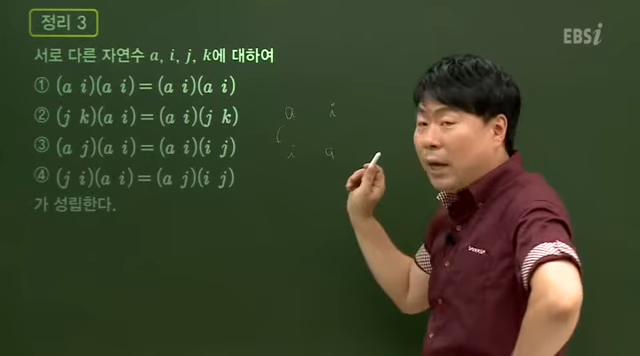 정리 3
EBSi
서로 다른 자연수 a, i, j, k에 대하여
① (a i)(a i)=(a i)(a i)
② (j k)(a i)=(a i)(j k)
③ (a j)(a i)=(a i)(i j)
④ (j i)(a i)=(a j)(i j)
가 성립한다.
a i
i a